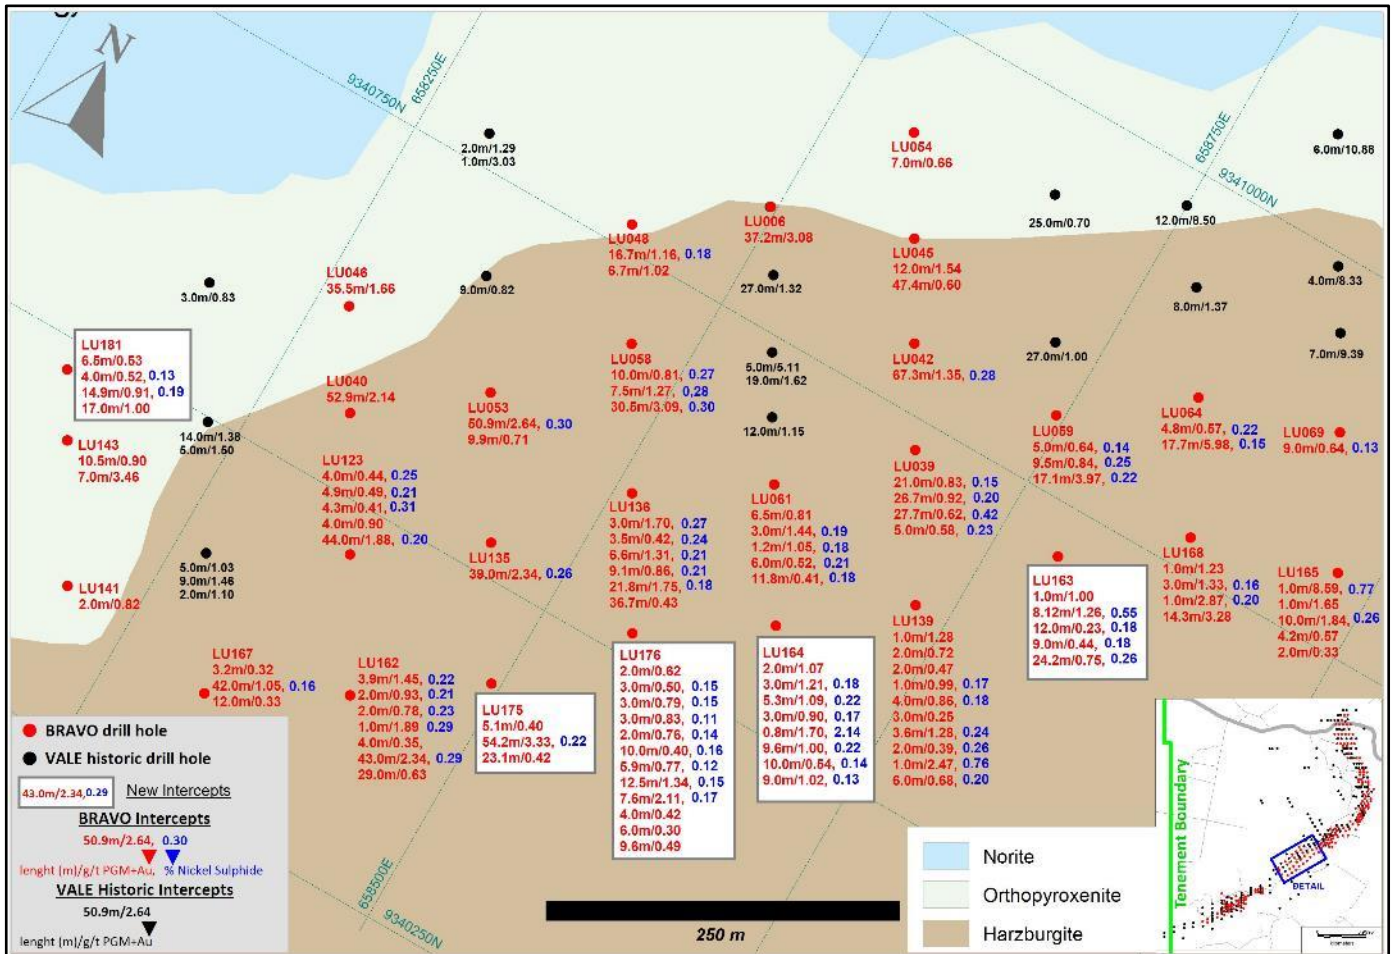 gy,
N
9340750N
658250E
658750E
9341000N
2.0m/1.29
1.0m/3.03
LU054
7.0m/0.66
6.0m/10.88
25.0m/0.70
12.0m/8.50
LU006
37.2m/3.08
LU048
16.7m/1.16, 0.18
6.7m/1.02
LU045
12.0m/1.54
47.4m/0.60
3.0m/0.83
LU046
35.5m/1.66
9.0m/0.82
27.0m/1.32
8.0m/1.37
4.0m/8.33
LU181
6.5m/0.53
4.0m/0.52, 0.13
14.9m/0.91, 0.19
17.0m/1.00
LU058
10.0m/0.81, 0.27
7.5m/1.27, 0.28
30.5m/3.09, 0.30
5.0m/5.11
19.0m/1.62
LU042
67.3m/1.35, 0.28
27.0m/1.00
7.0m/9.39
LU040
52.9m/2.14
LU053
50.9m/2.64, 0.30
9.9m/0.71
12.0m/1.15
LU064
4.8m/0.57, 0.22
17.7m/5.98, 0.15
LU069
9.0m/0.64, 0.13
LU143
10.5m/0.90
7.0m/3.46
14.0m/1.38
5.0m/1.50
LU059
5.0m/0.64, 0.14
9.5m/0.84, 0.25
17.1m/3.97, 0.22
LU123
4.0m/0.44, 0.25
4.9m/0.49, 0.21
4.3m/0.41, 0.31
4.0m/0.90
44.0m/1.88, 0.20
LU039
21.0m/0.83, 0.15
26.7m/0.92, 0.20
27.7m/0.62, 0.42
5.0m/0.58, 0.23
LU136
3.0m/1.70, 0.27
3.5m/0.42, 0.24
6.6m/1.31, 0.21
9.1m/0.86, 0.21
21.8m/1.75, 0.18
36.7m/0.43
LU061
6.5m/0.81
3.0m/1.44, 0.19
1.2m/1.05, 0.18
6.0m/0.52, 0.21
11.8m/0.41, 0.18
LU135
39.0m/2.34, 0.26
LU141
2.0m/0.82
5.0m/1.03
9.0m/1.46
2.0m/1.10
LU163
1.0m/1.00
8.12m/1.26, 0.55
12.0m/0.23, 0.18
9.0m/0.44, 0.18
24.2m/0.75, 0.26
LU168
1.0m/1.23
3.0m/1.33, 0.16
1.0m/2.87, 0.20
14.3m/3.28
LU165
1.0m/8.59, 0.77
1.0m/1.65
10.0m/1.84, 0.26
4.2m/0.57
2.0m/0.33
LU139
1.0m/1.28
2.0m/0.72
2.0m/0.47
1.0m/0.99, 0.17
4.0m/0.86, 0.18
3.0m/0.25
3.6m/1.28, 0.24
2.0m/0.39, 0.26
1.0m/2.47, 0.76
6.0m/0.68, 0.20
LU167
3.2m/0.32
42.0m/1.05, 0.16
12.0m/0.33
LU162
3.9m/1.45, 0.22
2.0m/0.93, 0.21
2.0m/0.78, 0.23
1.0m/1.89, 0.29
4.0m/0.35,
43.0m/2.34, 0.29
29.0m/0.63
LU175
5.1m/0.40
54.2m/3.33, 0.22
23.1m/0.42
LU176
2.0m/0.62
3.0m/0.50, 0.15
3.0m/0.79, 0.15
3.0m/0.83, 0.11
2.0m/0.76, 0.14
10.0m/0.40, 0.16
5.9m/0.77, 0.12
12.5m/1.34, 0.15
7.6m/2.11, 0.17
4.0m/0.42
6.0m/0.30
9.6m/0.49
LU164
2.0m/1.07
3.0m/1.21, 0.18
5.3m/1.09, 0.22
3.0m/0.90, 0.17
0.8m/1.70, 2.14
9.6m/1.00, 0.22
10.0m/0.54, 0.14
9.0m/1.02, 0.13
658500E
9340250N
BRAVO drill hole
VALE historic drill hole
43.0m/2.34,0.29 New Intercepts
BRAVO Intercepts
50.9m/2.64, 0.30
lenght (m)/g/t PGM+Au, % Nickel Sulphide
VALE Historic Intercepts
50.9m/2.64
lenght (m)/g/t PGM+Au
250 m
Norite
Orthopyroxenite
Harzburgite
Tenement Boundary
DETAIL